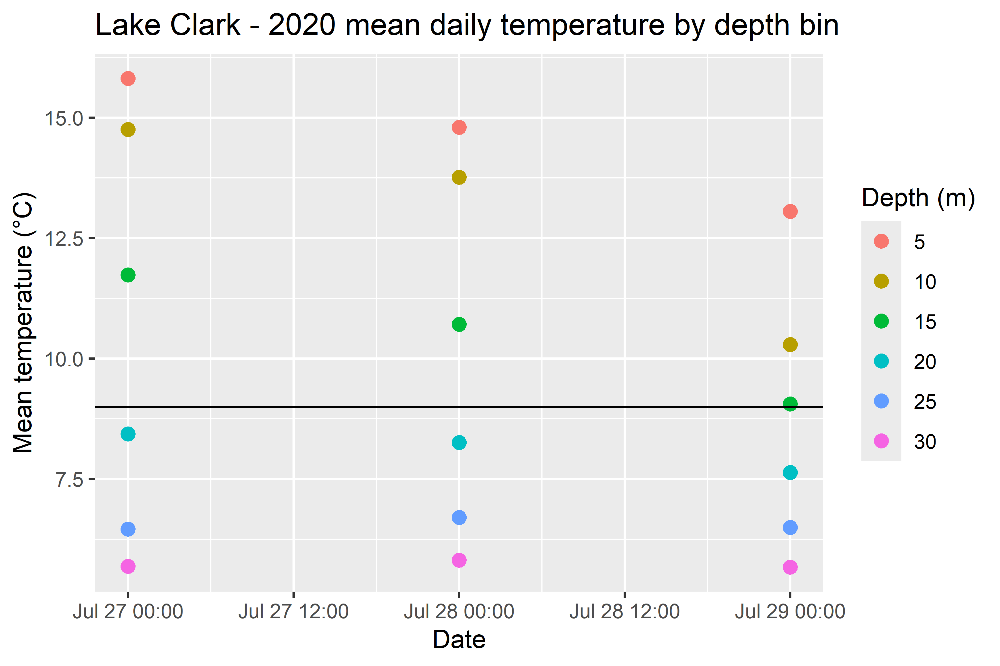 Lake Clark - 2020 mean daily temperature by depth bin
Mean temperature (°C)
15.0
12.5
10.0
7.5
Jul 27 00:00
Jul 27 12:00
Jul 28 00:00
Jul 28 12:00
Jul 29 00:00
Date
Depth (m)
5
10
15
20
25
30